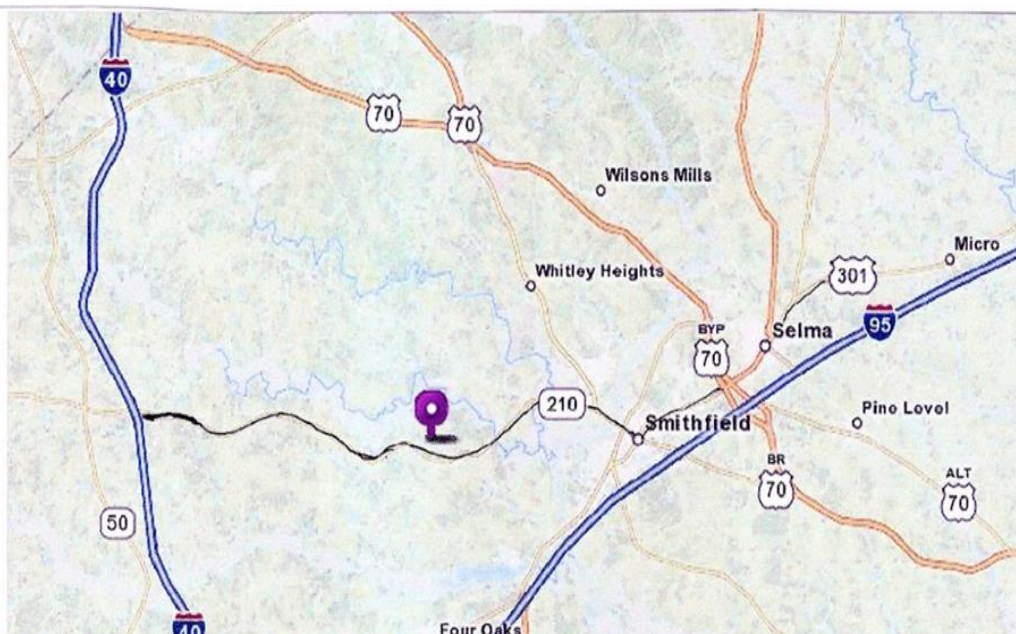 40
70
70
Wilsons Mills
Micro
Whitley Heights
301
95
BYP
70
Selma
210
Pine Level
Smithfield
BR
70
ALT
70
50
40
Four Oaks